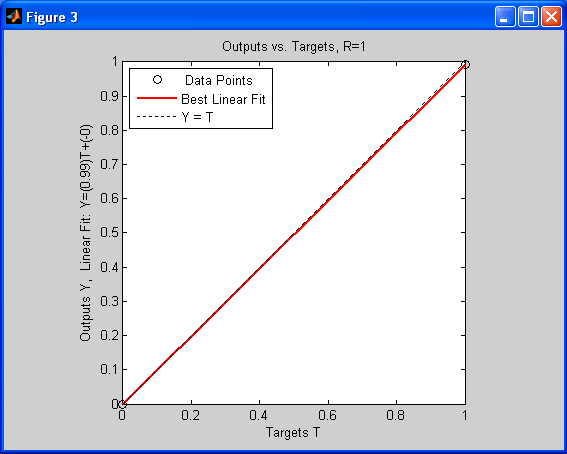 Figure 3
Outputs vs. Targets, R=1
Data Points
Best Linear Fit
Y = T
Outputs Y,  Linear Fit: Y=(0.99)T+(-0)
1
0.9
0.8
0.7
0.6
0.5
0.4
0.3
0.2
0.1
0
0
0.2
0.4
0.6
0.8
1
Targets T